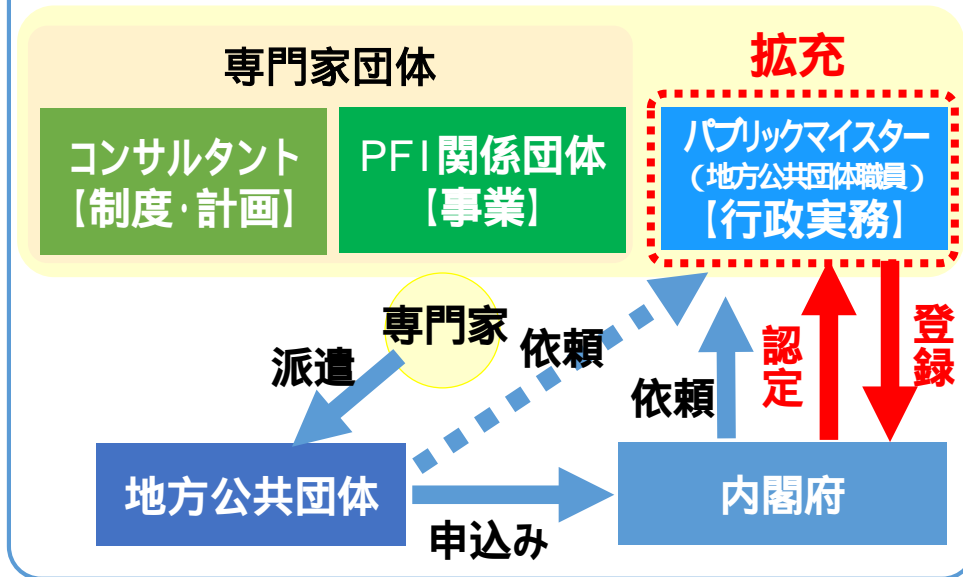 専門家団体
拡充
コンサルタント
【制度・計画】
PFI関係団体
【事業】
パブリックマイスター
（地方公共団体職員）
【行政実務】
専門家
派遣
依頼
依頼
認定
登録
地方公共団体
申込み
内閣府